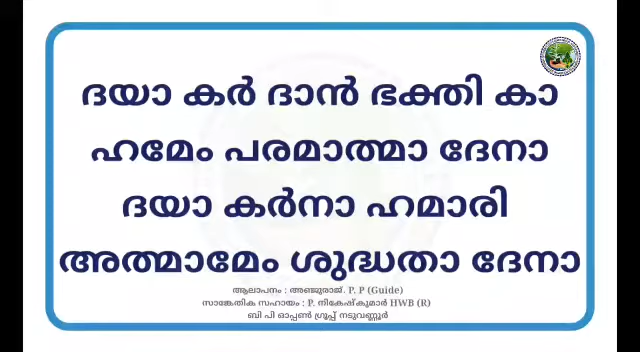 ദയാ കർ ദാൻ ഭക്തി കാ
ഹമേം പരമാത്മാ ദേനാ
ദയാ കർനാ ഹമാരി
അത്മാമേം ശുദ്ധതാ ദേനാ
ആലാപനം : അഞ്ജുരാജ്. P. P (Guide)
സാങ്കേതിക സഹായം : P. നികേഷ്കുമാർ HWB (R)
ബി പി ഓപ്പൺ ഗ്രൂപ്പ് നടുവണ്ണൂർ